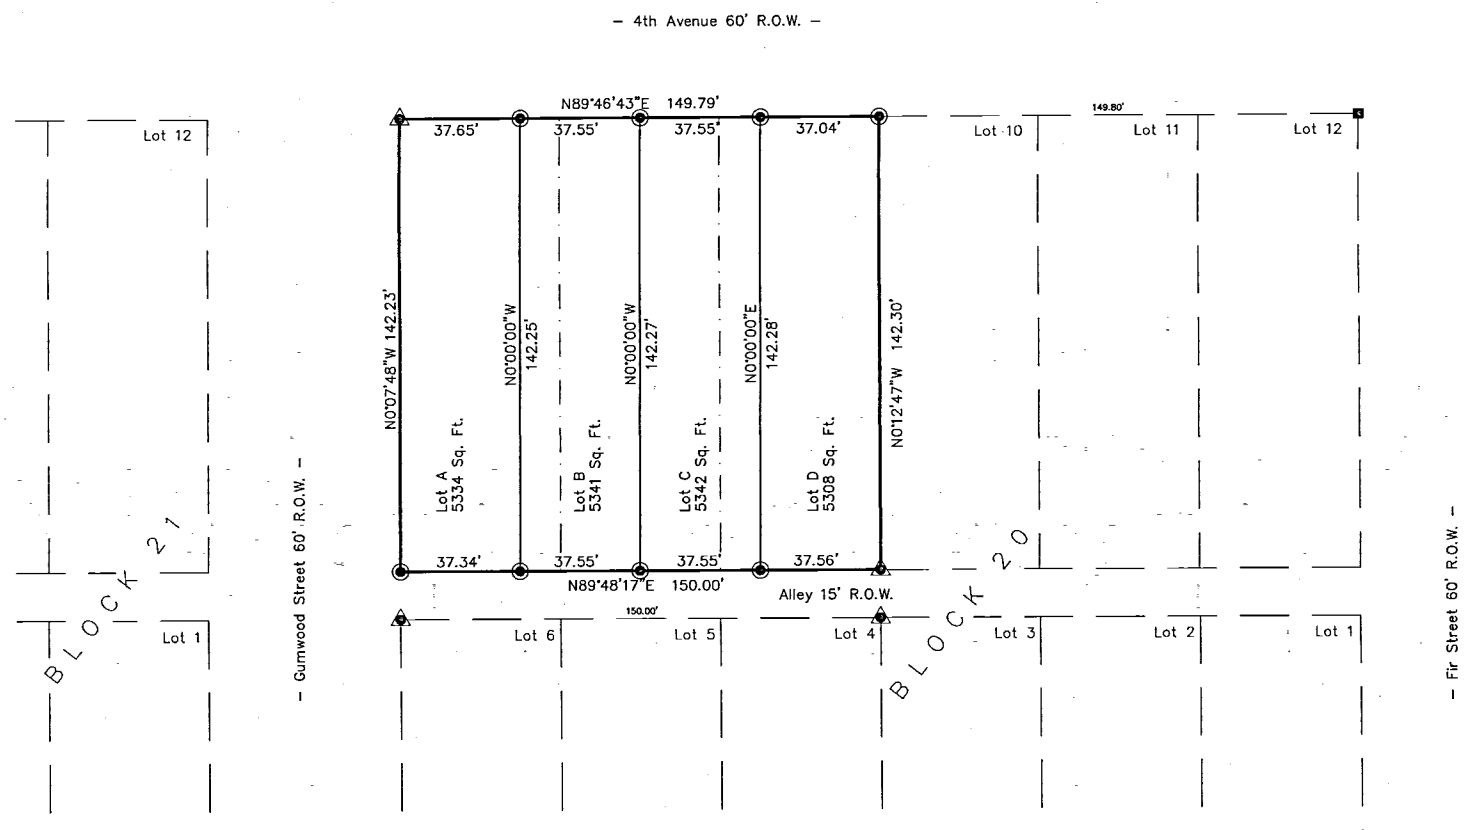 - 4th Avenue 60' R.O.W. -
N89°46'43"E 149.79'
149.80'
37.65'
37.55'
37.55'
37.04'
Lot 12
Lot 10
Lot 11
Lot 12
N0°07'48"W 142.23'
N0°00'00"W
142.25'
N0°00'00"W
142.27'
N0°00'00"E
142.28'
N0°12'47"W 142.30'
Lot A
5334 Sq. Ft.
Lot B
5341 Sq. Ft.
Lot C
5342 Sq. Ft.
Lot D
5308 Sq. Ft.
- Gumwood Street 60' R.O.W. -
- Fir Street 60' R.O.W. -
BLOCK 21
BLOCK 20
37.34'
37.55'
37.55'
37.56'
N89°48'17"E 150.00'
Alley 15' R.O.W.
150.00'
Lot 1
Lot 6
Lot 5
Lot 4
Lot 3
Lot 2
Lot 1